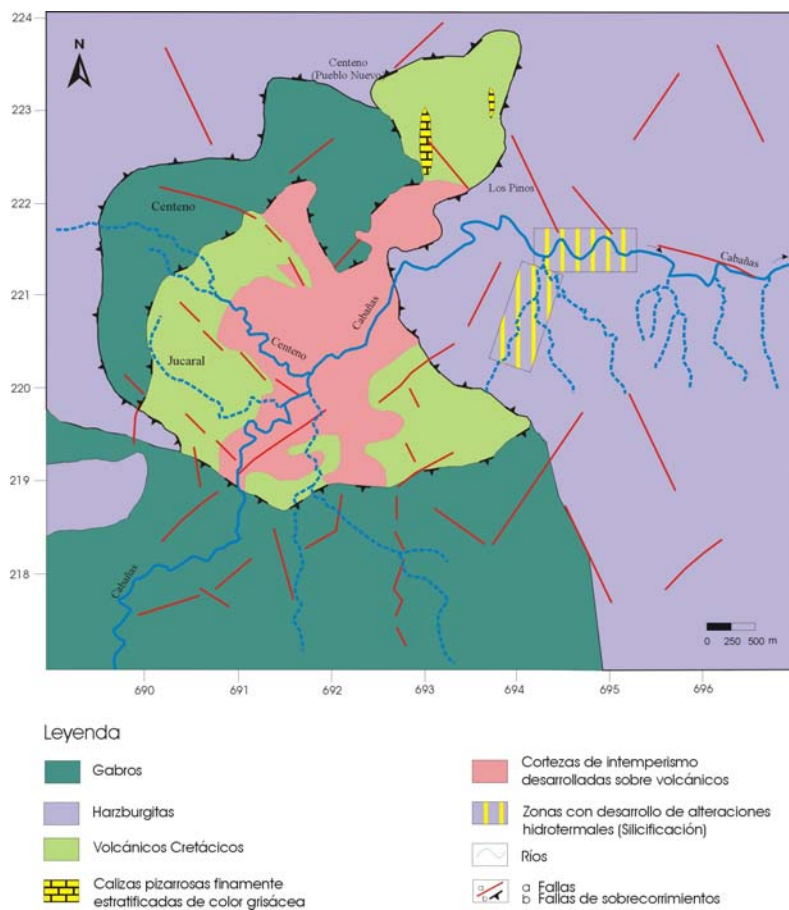 224
223
222
221
220
219
218
N
Centeno
(Pueblo Nuevo
Los Pinos
Centeno
Cabañas
Cabañas
Centeno
Jucaral
Cabañas
0 250 500 m
690 691 692 693 694 695 696
Leyenda
Gabros
Harzburgitas
Volcánicos Cretácicos
Calizas pizarrosas finamente
estratificadas de color grisácea
Cortezas de intemperismo
desarrolladas sobre volcánicos
Zonas con desarrollo de alteraciones
hidrotermales (Silicificación)
Ríos
a Fallas
b Fallas de sobrecorrimientos